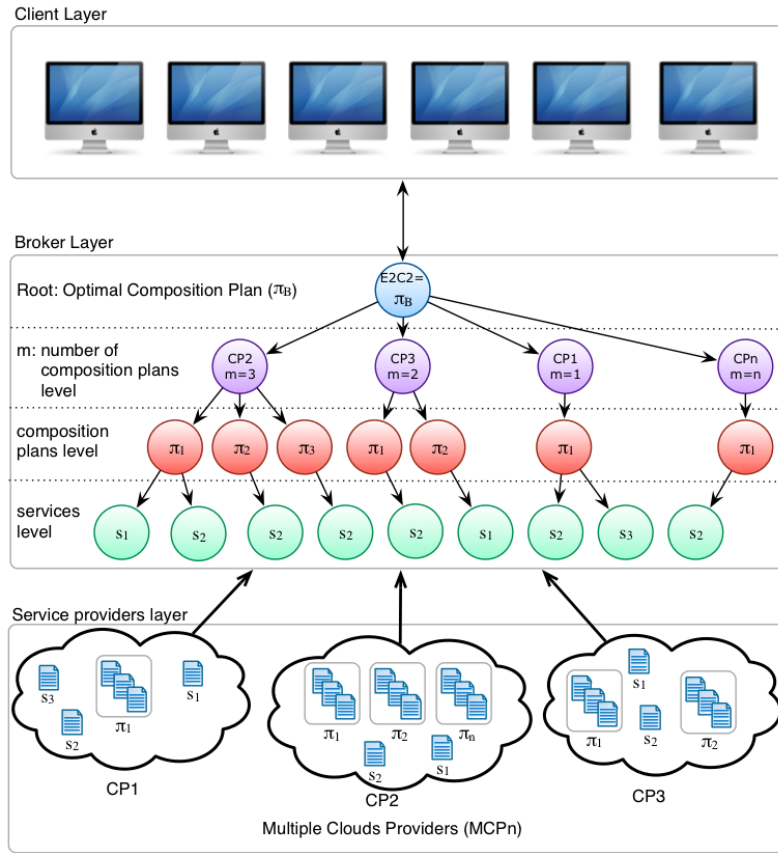 Client Layer
Broker Layer
E2C2=
π_B
Root: Optimal Composition Plan (π_B)
m: number of
composition plans
level
CP2
m=3
CP3
m=2
CP1
m=1
CPn
m=n
composition
plans level
π₁
π₂
π₃
π₁
π₂
π₁
π₁
services
level
s₁
s₂
s₂
s₂
s₂
s₁
s₂
s₃
s₂
Service providers layer
s₃
s₂
π₁
s₁
CP1
π₁
π₂
πₙ
s₂
s₁
CP2
s₁
π₁
s₂
π₂
CP3
Multiple Clouds Providers (MCPn)